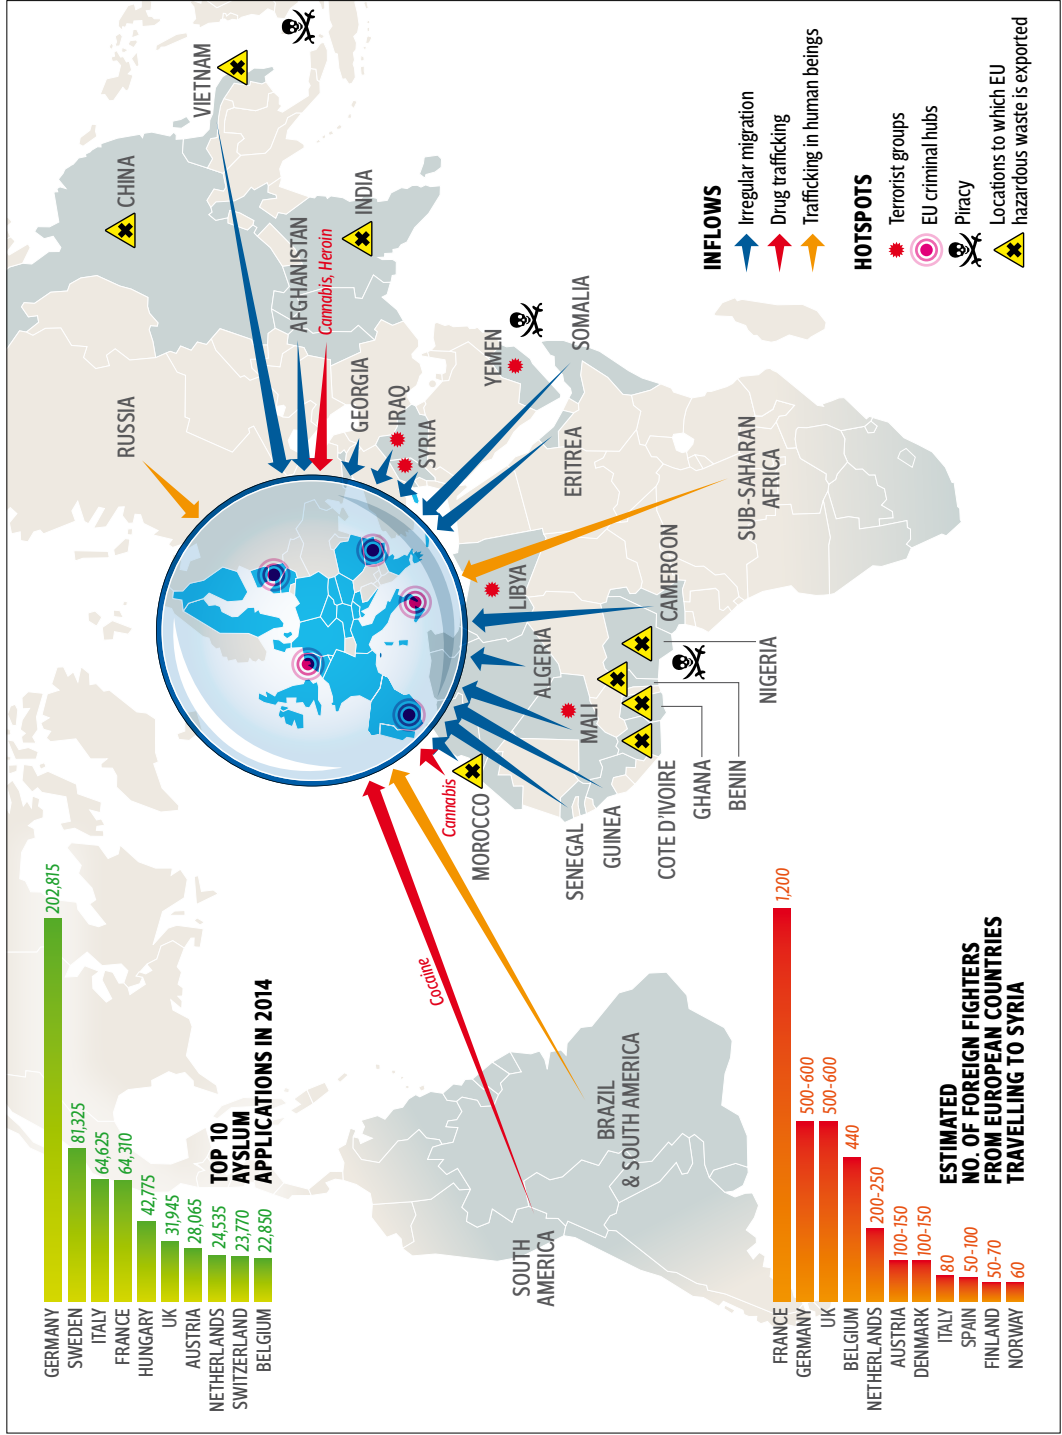 GERMANY 202,815
SWEDEN 81,325
ITALY 64,625
FRANCE 64,310
HUNGARY 42,775
UK 31,945
AUSTRIA 28,065
NETHERLANDS 24,535
SWITZERLAND 23,770
BELGIUM 22,850
TOP 10
AYSLUM
APPLICATIONS IN 2014
RUSSIA
CHINA
VIETNAM
AFGHANISTAN
Cannabis, Heroin
INDIA
GEORGIA
IRAQ
SYRIA
YEMEN
SOMALIA
ERITREA
SUB-SAHARAN
AFRICA
LIBYA
CAMEROON
ALGERIA
NIGERIA
MALI
Cannabis
MOROCCO
SENEGAL
GUINEA
COTE D'IVOIRE
GHANA
BENIN
Cocaine
BRAZIL
& SOUTH AMERICA
SOUTH
AMERICA
FRANCE 1,200
GERMANY 500-600
UK 500-600
BELGIUM 440
NETHERLANDS 200-250
AUSTRIA 100-150
DENMARK 100-150
ITALY 80
SPAIN 50-100
FINLAND 50-70
NORWAY 60
ESTIMATED
NO. OF FOREIGN FIGHTERS
FROM EUROPEAN COUNTRIES
TRAVELLING TO SYRIA
INFLOWS
Irregular migration
Drug trafficking
Trafficking in human beings
HOTSPOTS
Terrorist groups
EU criminal hubs
Piracy
Locations to which EU
hazardous waste is exported